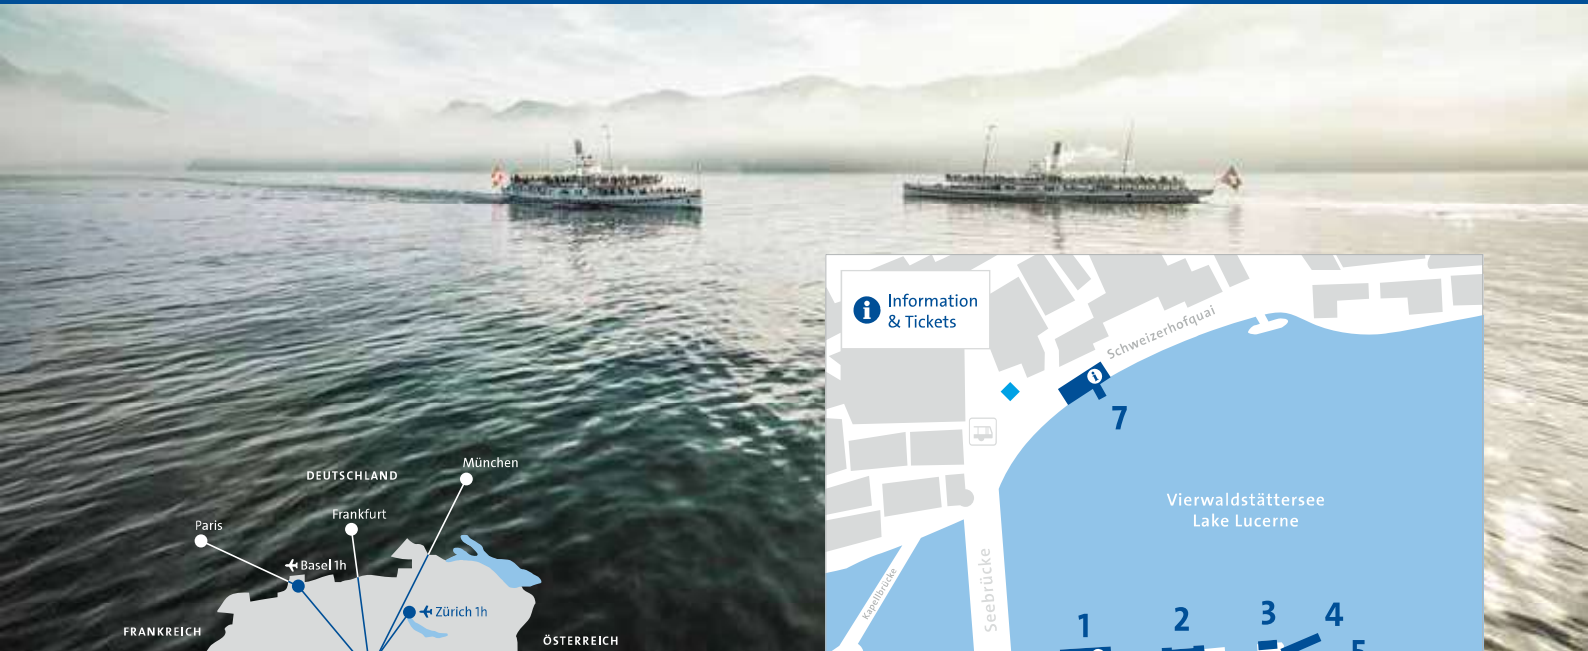 Information
& Tickets
Schweizerhofquai
7
Vierwaldstättersee
Lake Lucerne
Kapellbrücke
Seebrücke
1
2
3
4
5
DEUTSCHLAND
München
Frankfurt
Paris
Basel 1h
Zürich 1h
FRANKREICH
ÖSTERREICH